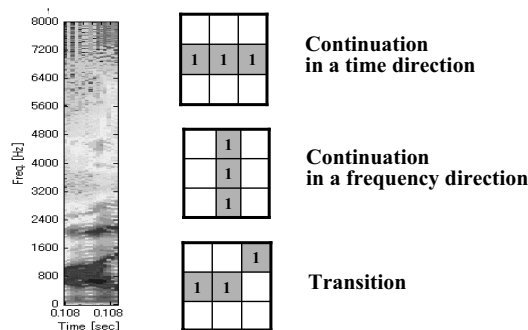 8000
7200
6400
5600
4800
4000
3200
2400
1600
800
0
Freq. [Hz]
0.108 0.108
Time [sec]
1 1 1
Continuation
in a time direction
1
1
1
Continuation
in a frequency direction
1
1 1
Transition